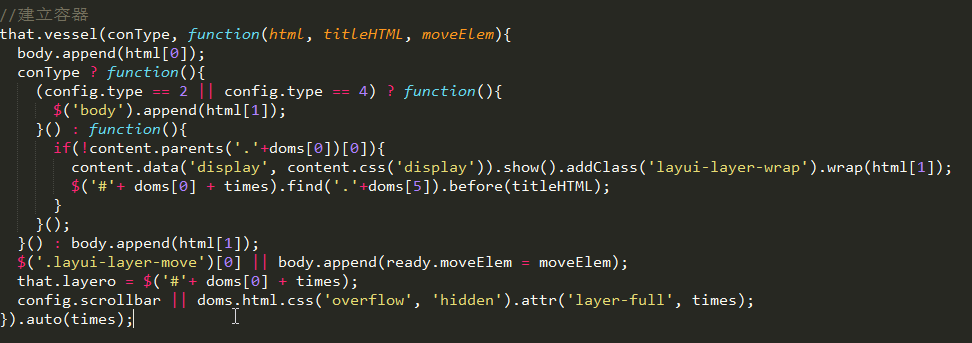 //建立容器
that.vessel(conType, function(html, titleHTML, moveElem){
  body.append(html[0]);
  conType ? function(){
    (config.type == 2 || config.type == 4) ? function(){
      $('body').append(html[1]);
    }() : function(){
      if(!content.parents('.'+doms[0])[0]){
        content.data('display', content.css('display')).show().addClass('layui-layer-wrap').wrap(html[1]);
        $('#'+ doms[0] + times).find('.'+doms[5]).before(titleHTML);
      }
    }();
  }() : body.append(html[1]);
  $('.layui-layer-move')[0] || body.append(ready.moveElem = moveElem);
  that.layero = $('#'+ doms[0] + times);
  config.scrollbar || doms.html.css('overflow', 'hidden').attr('layer-full', times);
}).auto(times);